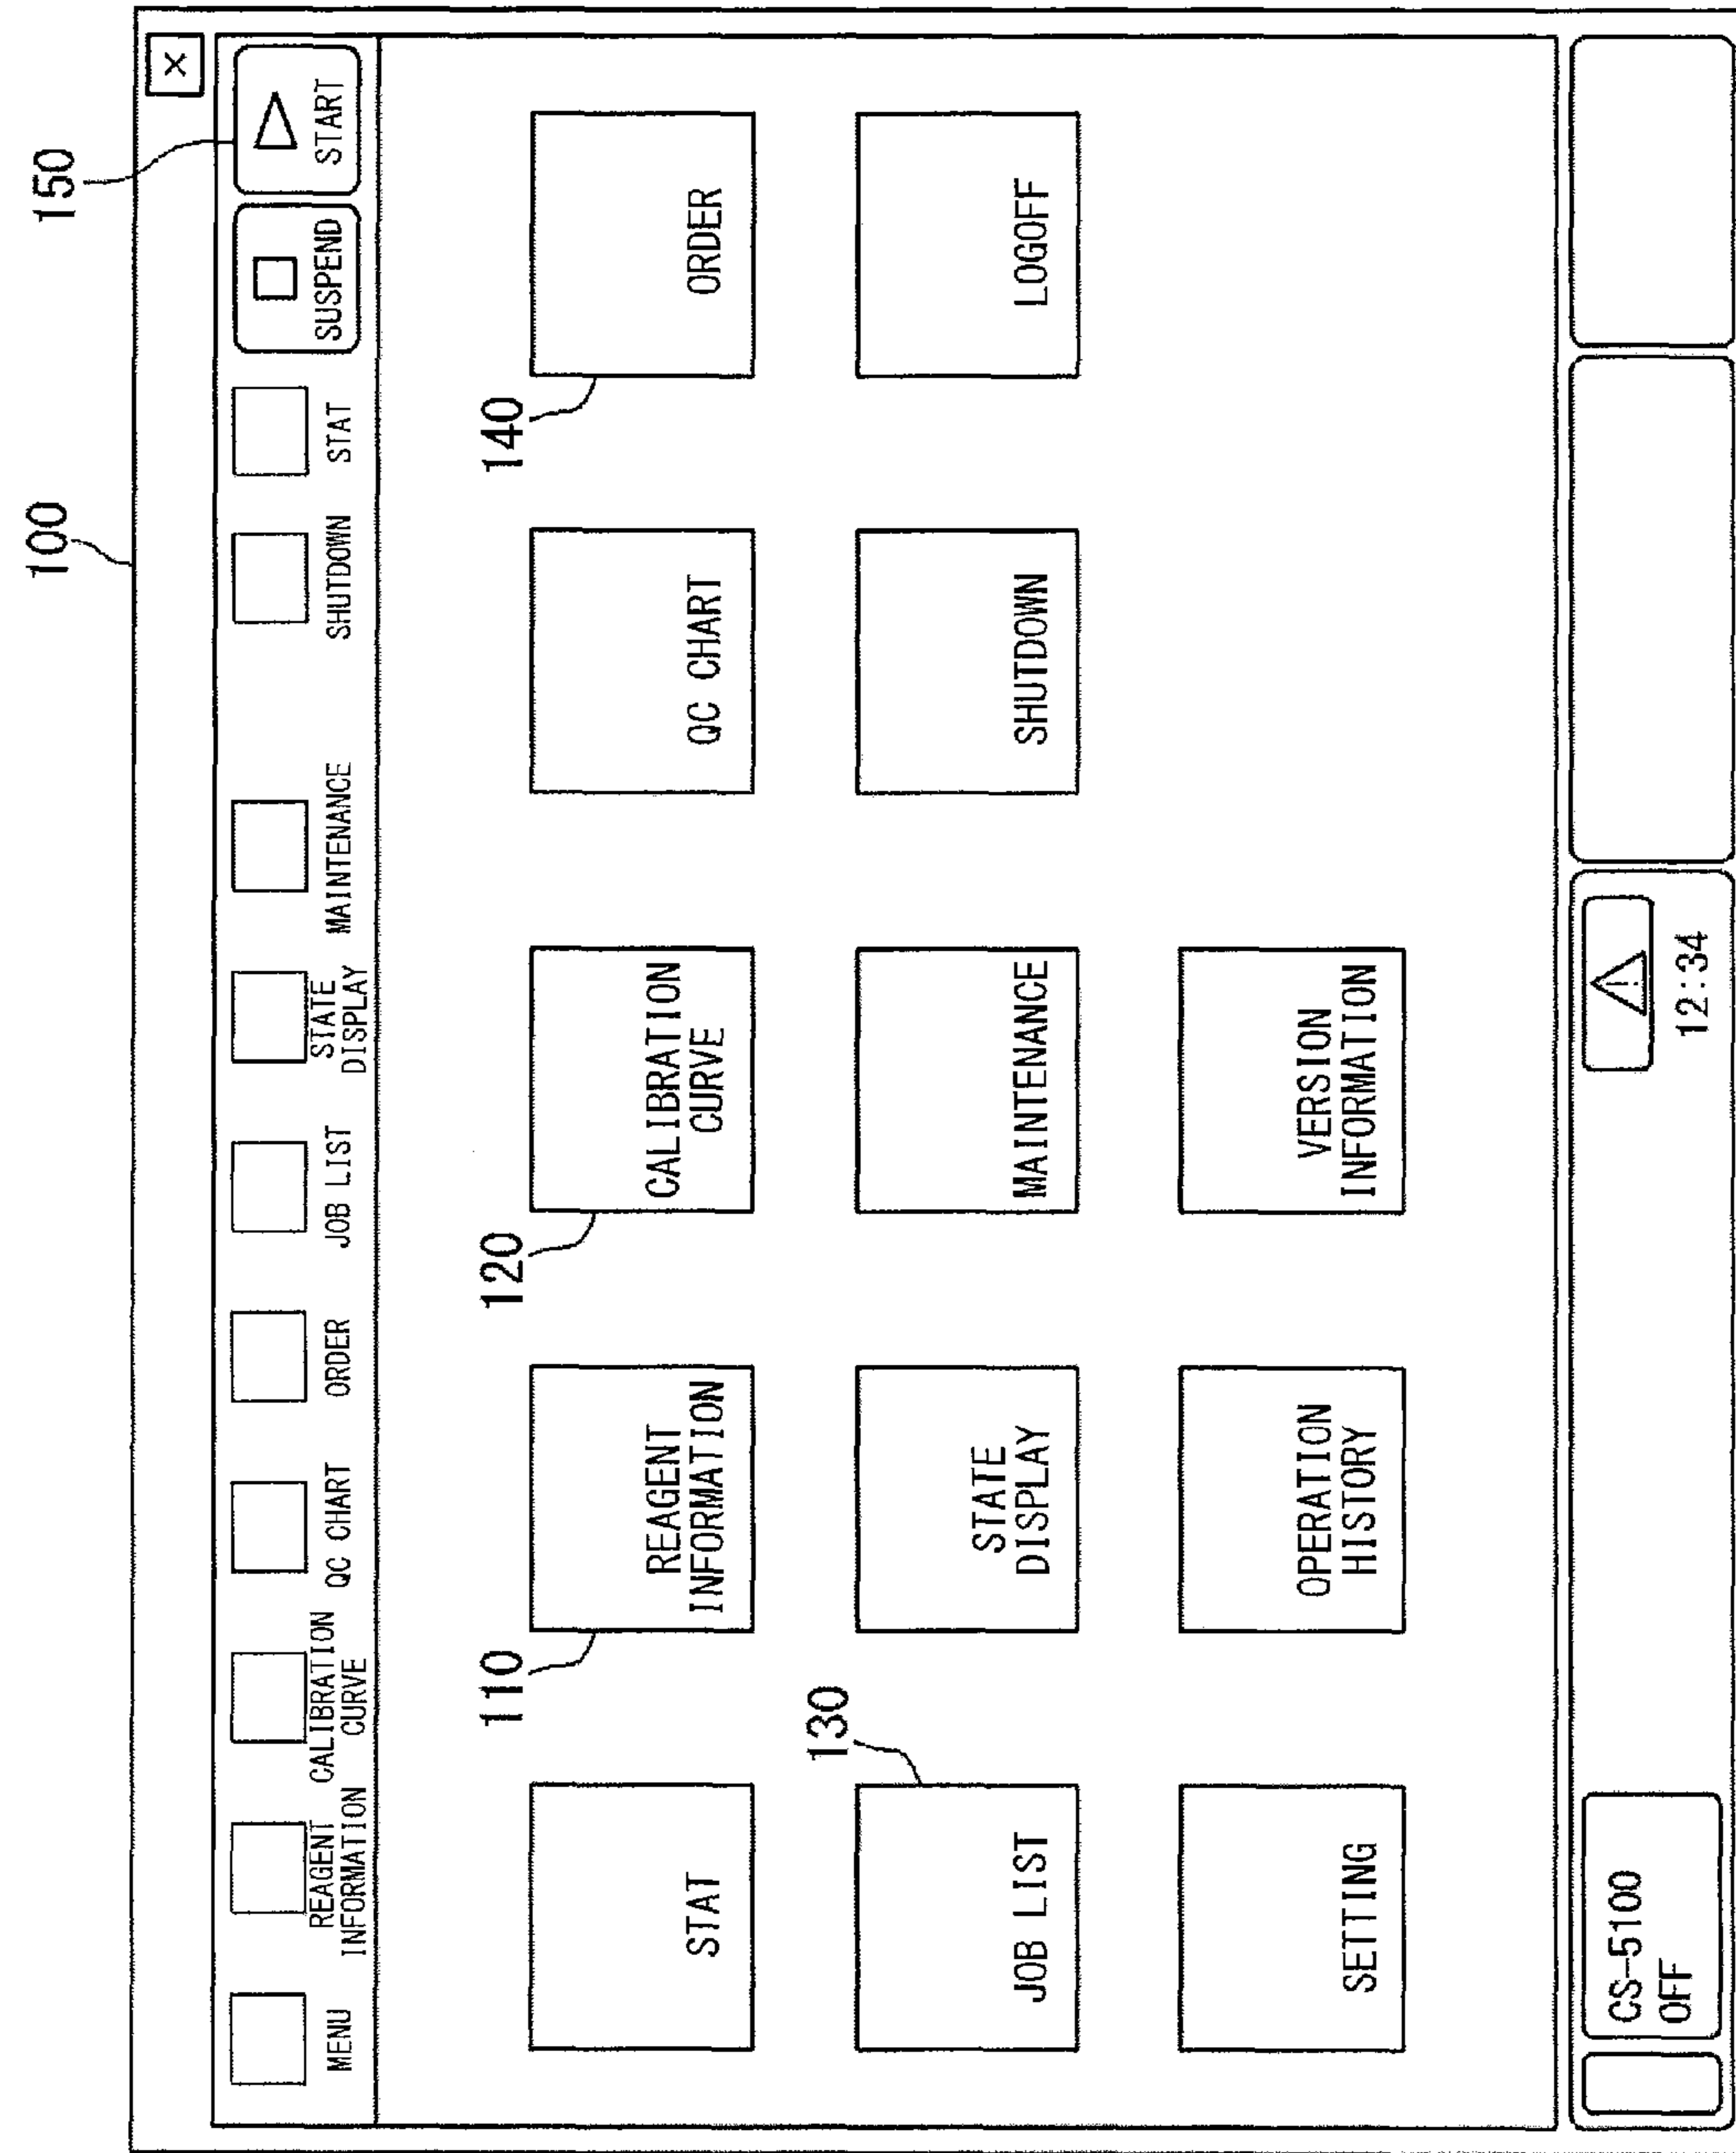 100
150
×
MENU
REAGENT
INFORMATION
CALIBRATION
CURVE
QC CHART
ORDER
JOB LIST
STATE
DISPLAY
MAINTENANCE
SHUTDOWN
STAT
SUSPEND
START
110
120
140
STAT
REAGENT
INFORMATION
CALIBRATION
CURVE
QC CHART
ORDER
130
JOB LIST
STATE
DISPLAY
MAINTENANCE
SHUTDOWN
LOGOFF
SETTING
OPERATION
HISTORY
VERSION
INFORMATION
CS-5100
OFF
!
12:34